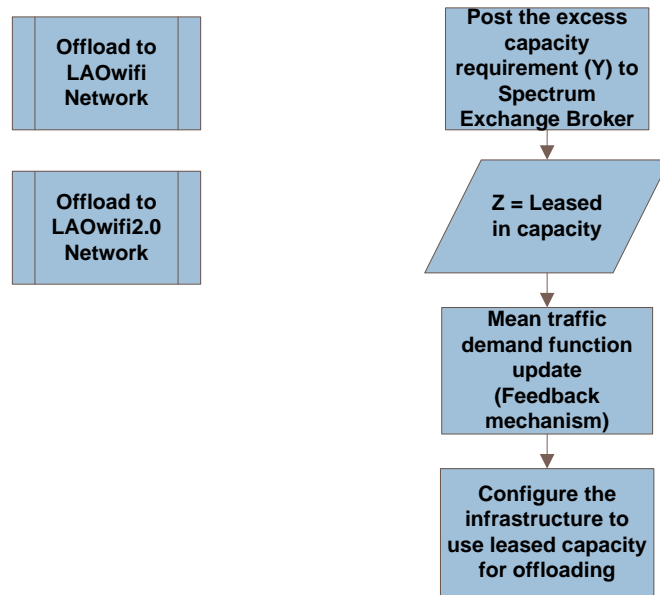 Offload to
LAOwifi
Network
Offload to
LAOwifi2.0
Network
Post the excess
capacity
requirement (Y) to
Spectrum
Exchange Broker
Z = Leased
in capacity
Mean traffic
demand function
update
(Feedback
mechanism)
Configure the
infrastructure to
use leased capacity
for offloading